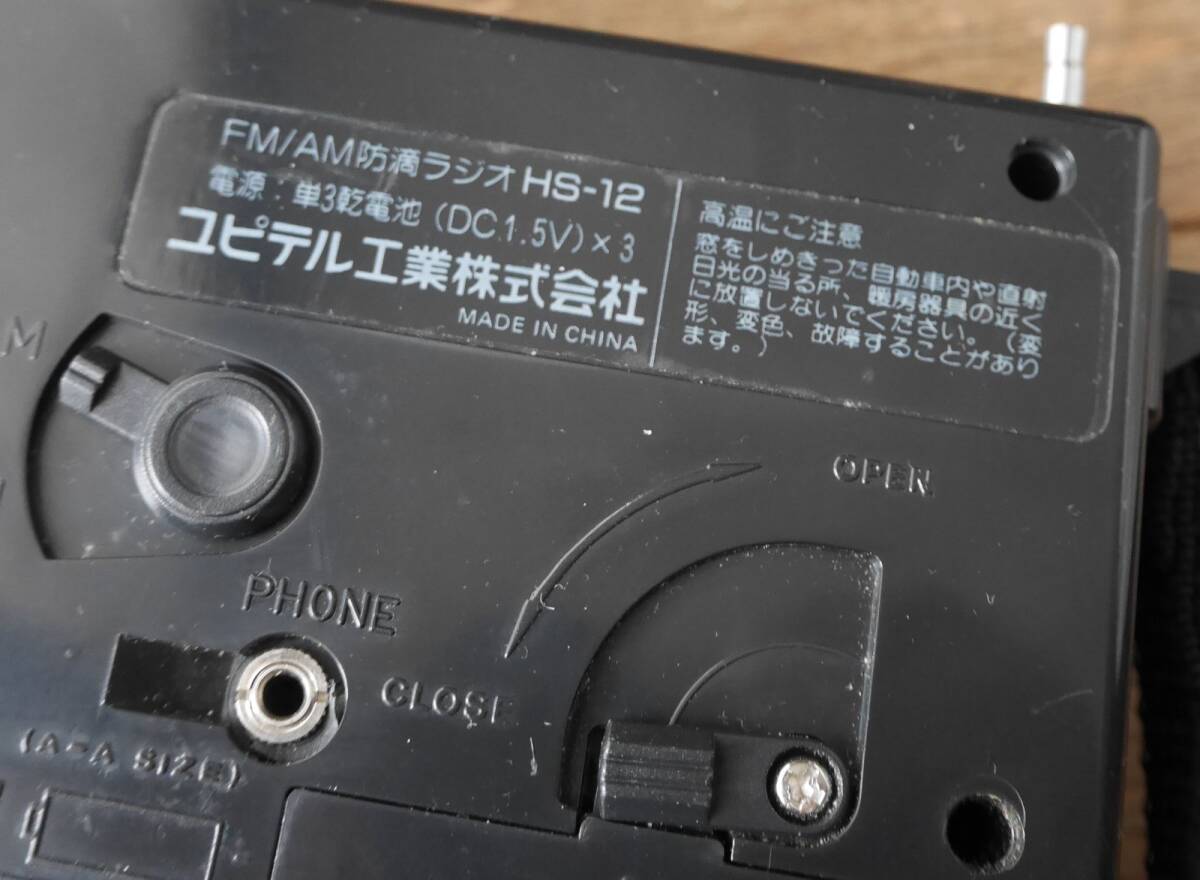 FM/AM防滴ラジオ HS-12
電源：単3乾電池（DC1.5V）×3
ユピテル工業株式会社
MADE IN CHINA
高温にご注意
窓をしめきった自動車内や直射
日光の当る所、暖房器具の近く
に放置しないでください。（変
形、変色、故障することがあり
ます。）
OPEN
PHONE
CLOSE
(A-A SIZE)